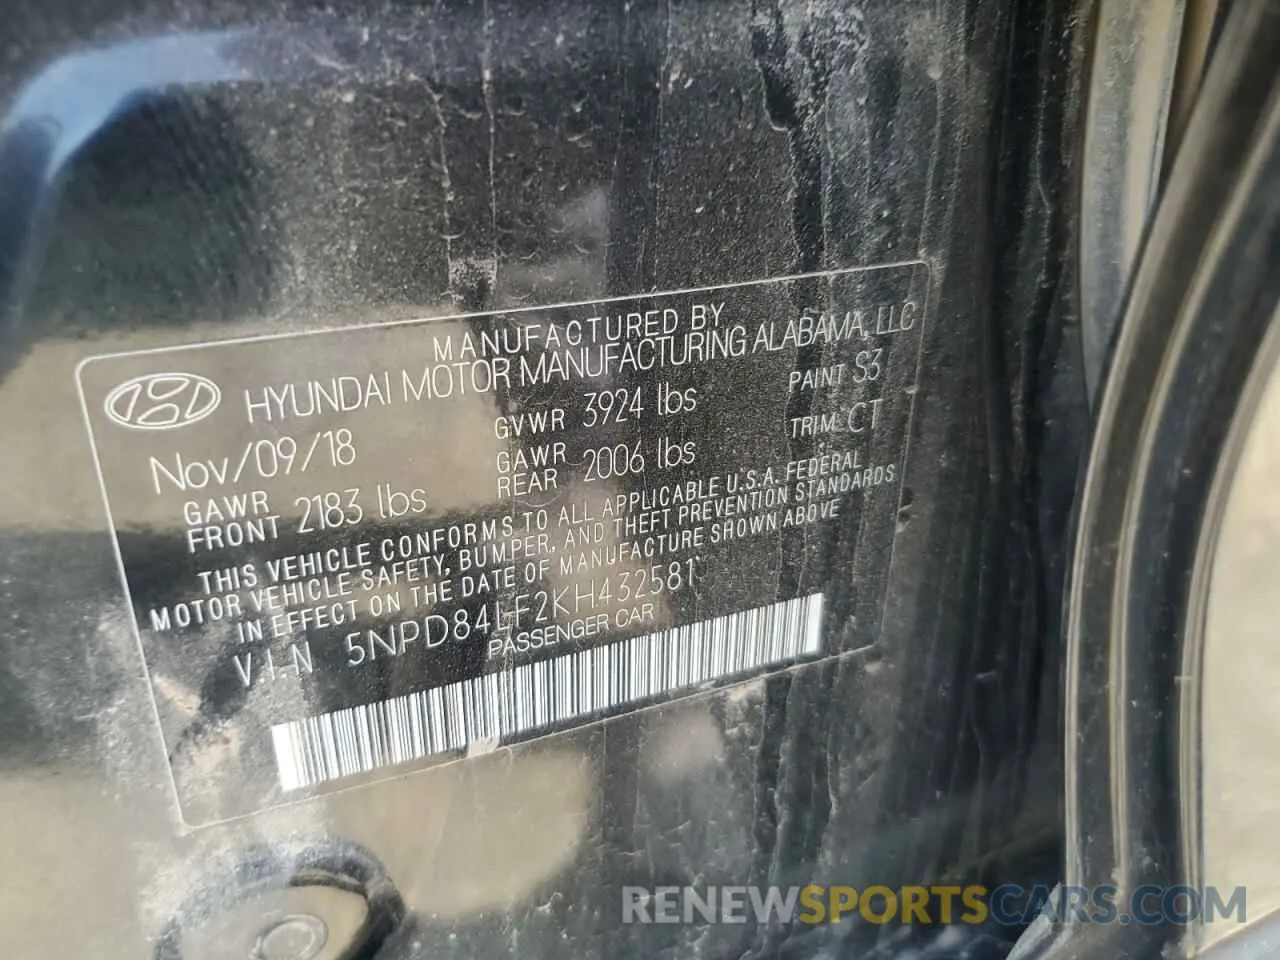 MANUFACTURED BY
HYUNDAI MOTOR MANUFACTURING ALABAMA, LLC
Nov/09/18 GVWR 3924 lbs PAINT S3
GAWR FRONT 2183 lbs GAWR REAR 2006 lbs TRIM CT
THIS VEHICLE CONFORMS TO ALL APPLICABLE U.S.A. FEDERAL
MOTOR VEHICLE SAFETY, BUMPER, AND THEFT PREVENTION STANDARDS
IN EFFECT ON THE DATE OF MANUFACTURE SHOWN ABOVE
V.I.N 5NPD84LF2KH432581
PASSENGER CAR
RENEWSPORTSCARS.COM